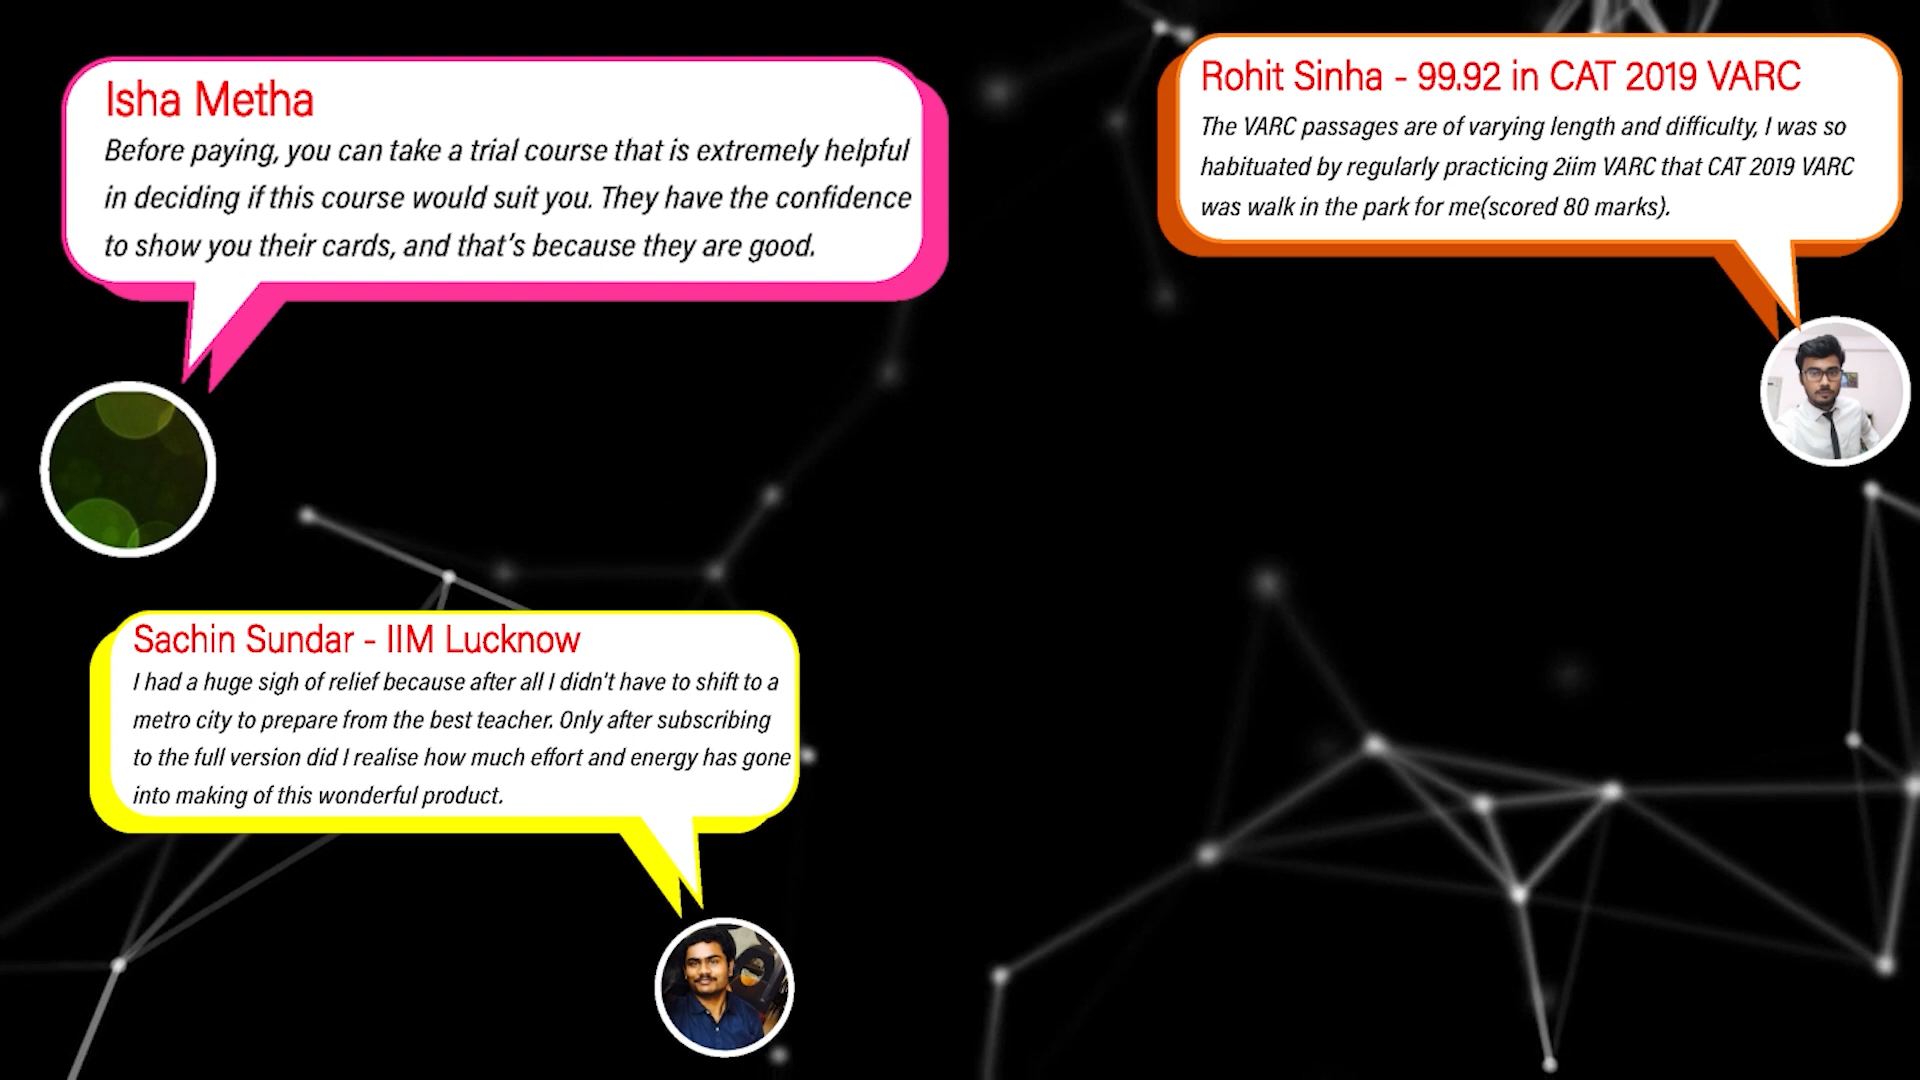 Isha Metha
Before paying, you can take a trial course that is extremely helpful
in deciding if this course would suit you. They have the confidence
to show you their cards, and that's because they are good.
Rohit Sinha - 99.92 in CAT 2019 VARC
The VARC passages are of varying length and difficulty, I was so
habituated by regularly practicing 2iim VARC that CAT 2019 VARC
was walk in the park for me(scored 80 marks).
Sachin Sundar - IIM Lucknow
I had a huge sigh of relief because after all I didn't have to shift to a
metro city to prepare from the best teacher. Only after subscribing
to the full version did I realise how much effort and energy has gone
into making of this wonderful product.